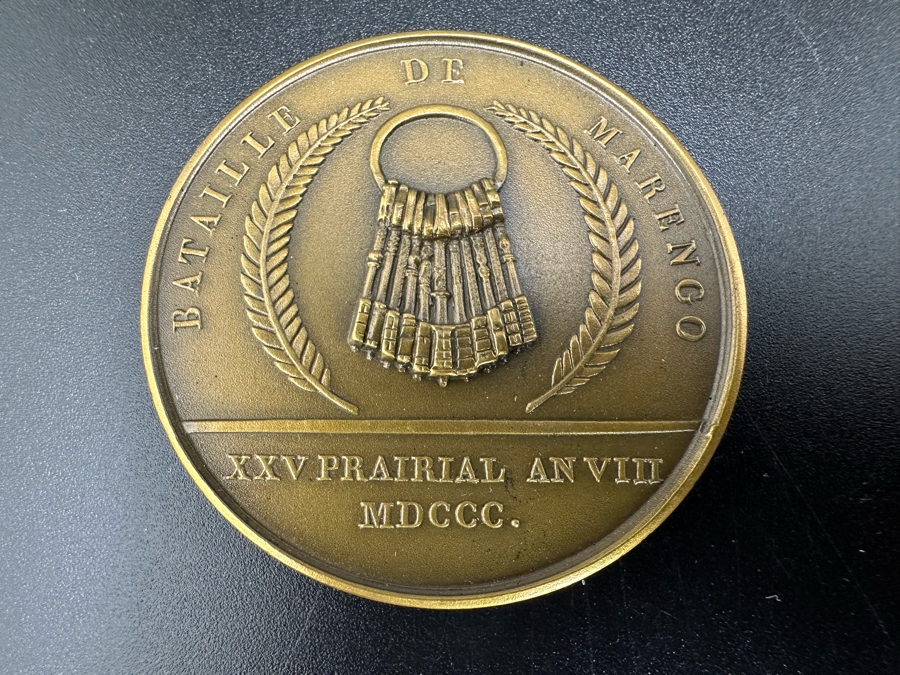 BATAILLE DE MARENGO
XXV PRAIRIAL AN VIII
MDCCC.